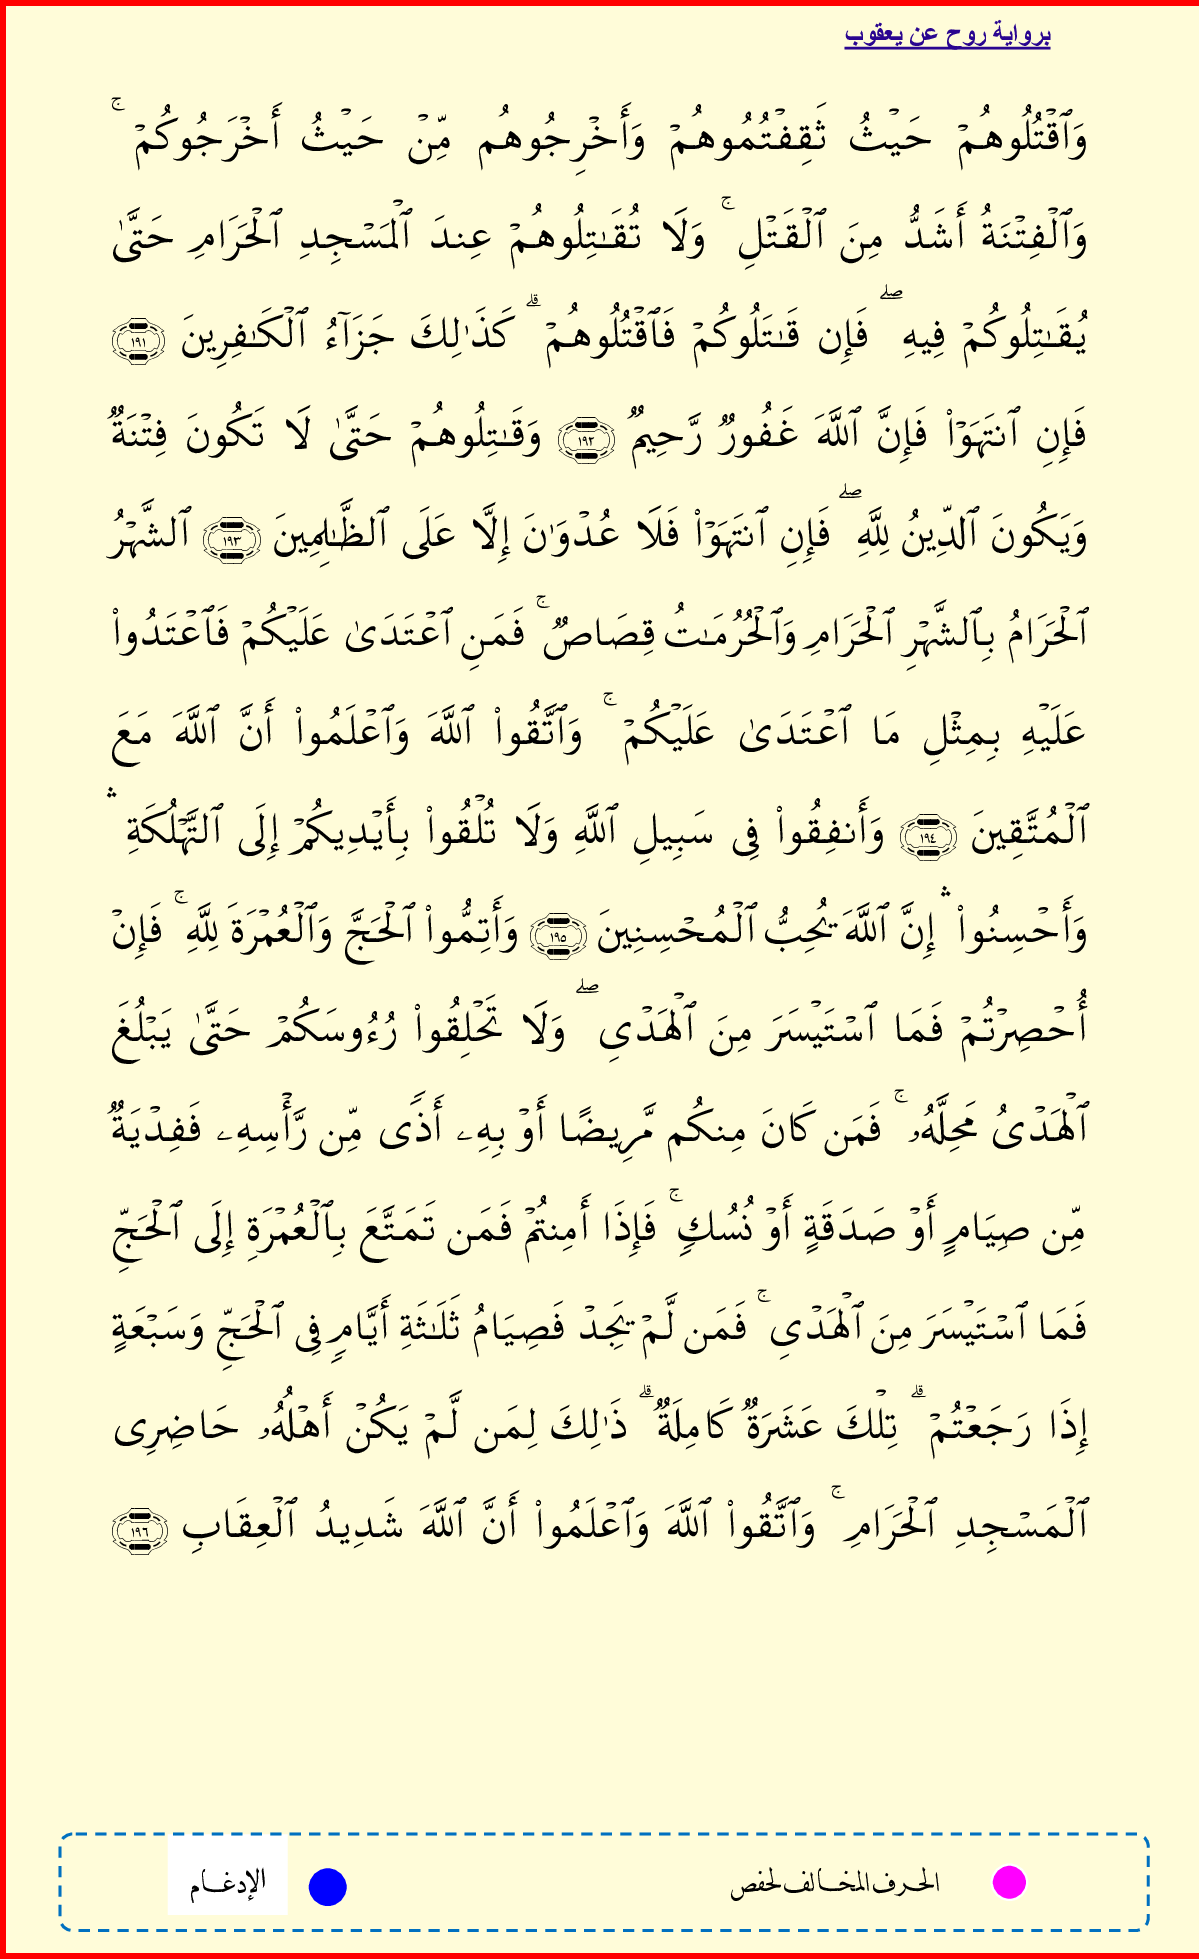 برواية روح عن يعقوب
وَٱقْتُلُوهُمْ حَيْثُ ثَقِفْتُمُوهُمْ وَأَخْرِجُوهُم مِّنْ حَيْثُ أَخْرَجُوكُمْ ۚ
وَٱلْفِتْنَةُ أَشَدُّ مِنَ ٱلْقَتْلِ ۚ وَلَا تُقَـٰتِلُوهُمْ عِندَ ٱلْمَسْجِدِ ٱلْحَرَامِ حَتَّىٰ
يُقَـٰتِلُوكُمْ فِيهِ ۖ فَإِن قَـٰتَلُوكُمْ فَٱقْتُلُوهُمْ ۗ كَذَٰلِكَ جَزَآءُ ٱلْكَـٰفِرِينَ ١٩١
فَإِنِ ٱنتَهَوْا۟ فَإِنَّ ٱللَّهَ غَفُورٌ رَّحِيمٌ ١٩٢ وَقَـٰتِلُوهُمْ حَتَّىٰ لَا تَكُونَ فِتْنَةٌ
وَيَكُونَ ٱلدِّينُ لِلَّهِ ۖ فَإِنِ ٱنتَهَوْا۟ فَلَا عُدْوَٰنَ إِلَّا عَلَى ٱلظَّـٰلِمِينَ ١٩٣ ٱلشَّهْرُ
ٱلْحَرَامُ بِٱلشَّهْرِ ٱلْحَرَامِ وَٱلْحُرُمَـٰتُ قِصَاصٌ ۚ فَمَنِ ٱعْتَدَىٰ عَلَيْكُمْ فَٱعْتَدُوا۟
عَلَيْهِ بِمِثْلِ مَا ٱعْتَدَىٰ عَلَيْكُمْ ۚ وَٱتَّقُوا۟ ٱللَّهَ وَٱعْلَمُوا۟ أَنَّ ٱللَّهَ مَعَ
ٱلْمُتَّقِينَ ١٩٤ وَأَنفِقُوا۟ فِى سَبِيلِ ٱللَّهِ وَلَا تُلْقُوا۟ بِأَيْدِيكُمْ إِلَى ٱلتَّهْلُكَةِ ۛ
وَأَحْسِنُوا۟ ۛ إِنَّ ٱللَّهَ يُحِبُّ ٱلْمُحْسِنِينَ ١٩٥ وَأَتِمُّوا۟ ٱلْحَجَّ وَٱلْعُمْرَةَ لِلَّهِ ۚ فَإِنْ
أُحْصِرْتُمْ فَمَا ٱسْتَيْسَرَ مِنَ ٱلْهَدْىِ ۖ وَلَا تَحْلِقُوا۟ رُءُوسَكُمْ حَتَّىٰ يَبْلُغَ
ٱلْهَدْىُ مَحِلَّهُۥ ۚ فَمَن كَانَ مِنكُم مَّرِيضًا أَوْ بِهِۦ أَذًى مِّن رَّأْسِهِۦ فَفِدْيَةٌ
مِّن صِيَامٍ أَوْ صَدَقَةٍ أَوْ نُسُكٍ ۚ فَإِذَا أَمِنتُمْ فَمَن تَمَتَّعَ بِٱلْعُمْرَةِ إِلَى ٱلْحَجِّ
فَمَا ٱسْتَيْسَرَ مِنَ ٱلْهَدْىِ ۚ فَمَن لَّمْ يَجِدْ فَصِيَامُ ثَلَـٰثَةِ أَيَّامٍ فِى ٱلْحَجِّ وَسَبْعَةٍ
إِذَا رَجَعْتُمْ ۗ تِلْكَ عَشَرَةٌ كَامِلَةٌ ۗ ذَٰلِكَ لِمَن لَّمْ يَكُنْ أَهْلُهُۥ حَاضِرِى
ٱلْمَسْجِدِ ٱلْحَرَامِ ۚ وَٱتَّقُوا۟ ٱللَّهَ وَٱعْلَمُوا۟ أَنَّ ٱللَّهَ شَدِيدُ ٱلْعِقَابِ ١٩٦
الحرف المخالف لحفص
الإدغام